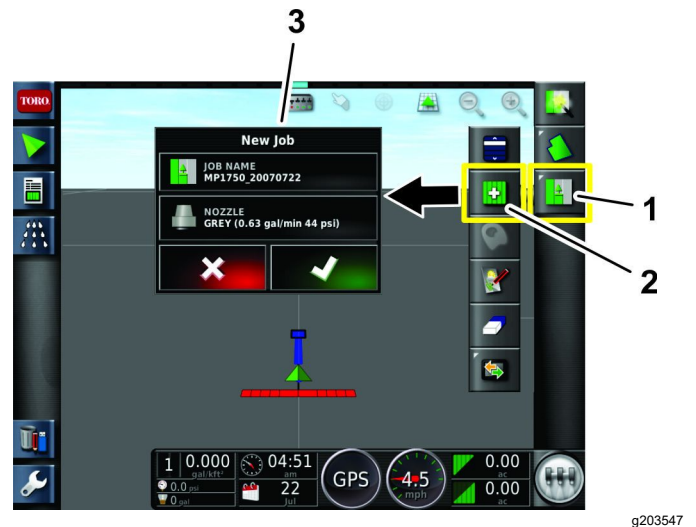 3
TORO.
New Job
JOB NAME
MP1750_20070722
NOZZLE
GREY (0.63 gal/min 44 psi)
1
2
1 0.000
gal/kft²
0.0 psi
0 gal
04:51
am
22
Jul
GPS
4.5
mph
0.00
ac
0.00
ac
g203547